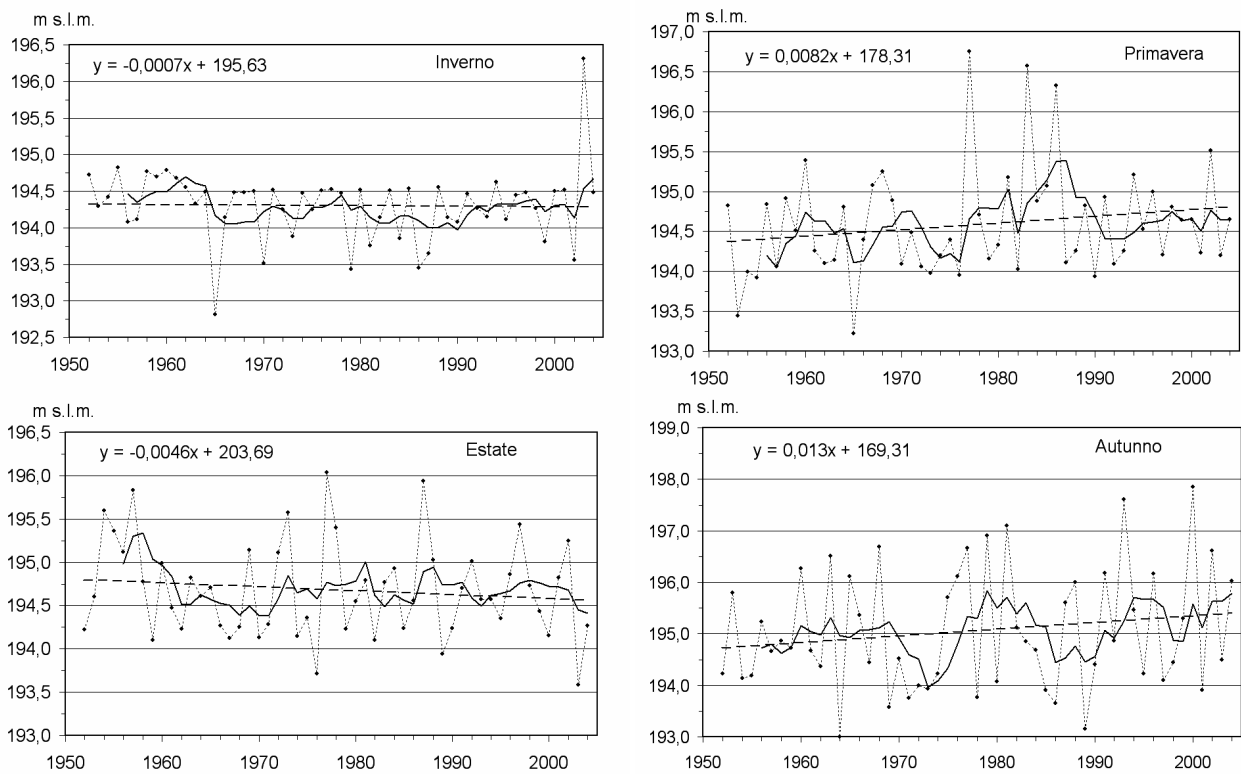 m s.l.m.
196,5
196,0
195,5
195,0
194,5
194,0
193,5
193,0
192,5
y = -0,0007x + 195,63
Inverno
1950 1960 1970 1980 1990 2000
m s.l.m.
197,0
196,5
196,0
195,5
195,0
194,5
194,0
193,5
193,0
y = 0,0082x + 178,31
Primavera
1950 1960 1970 1980 1990 2000
m s.l.m.
196,5
196,0
195,5
195,0
194,5
194,0
193,5
193,0
y = -0,0046x + 203,69
Estate
1950 1960 1970 1980 1990 2000
m s.l.m.
199,0
198,0
197,0
196,0
195,0
194,0
193,0
y = 0,013x + 169,31
Autunno
1950 1960 1970 1980 1990 2000